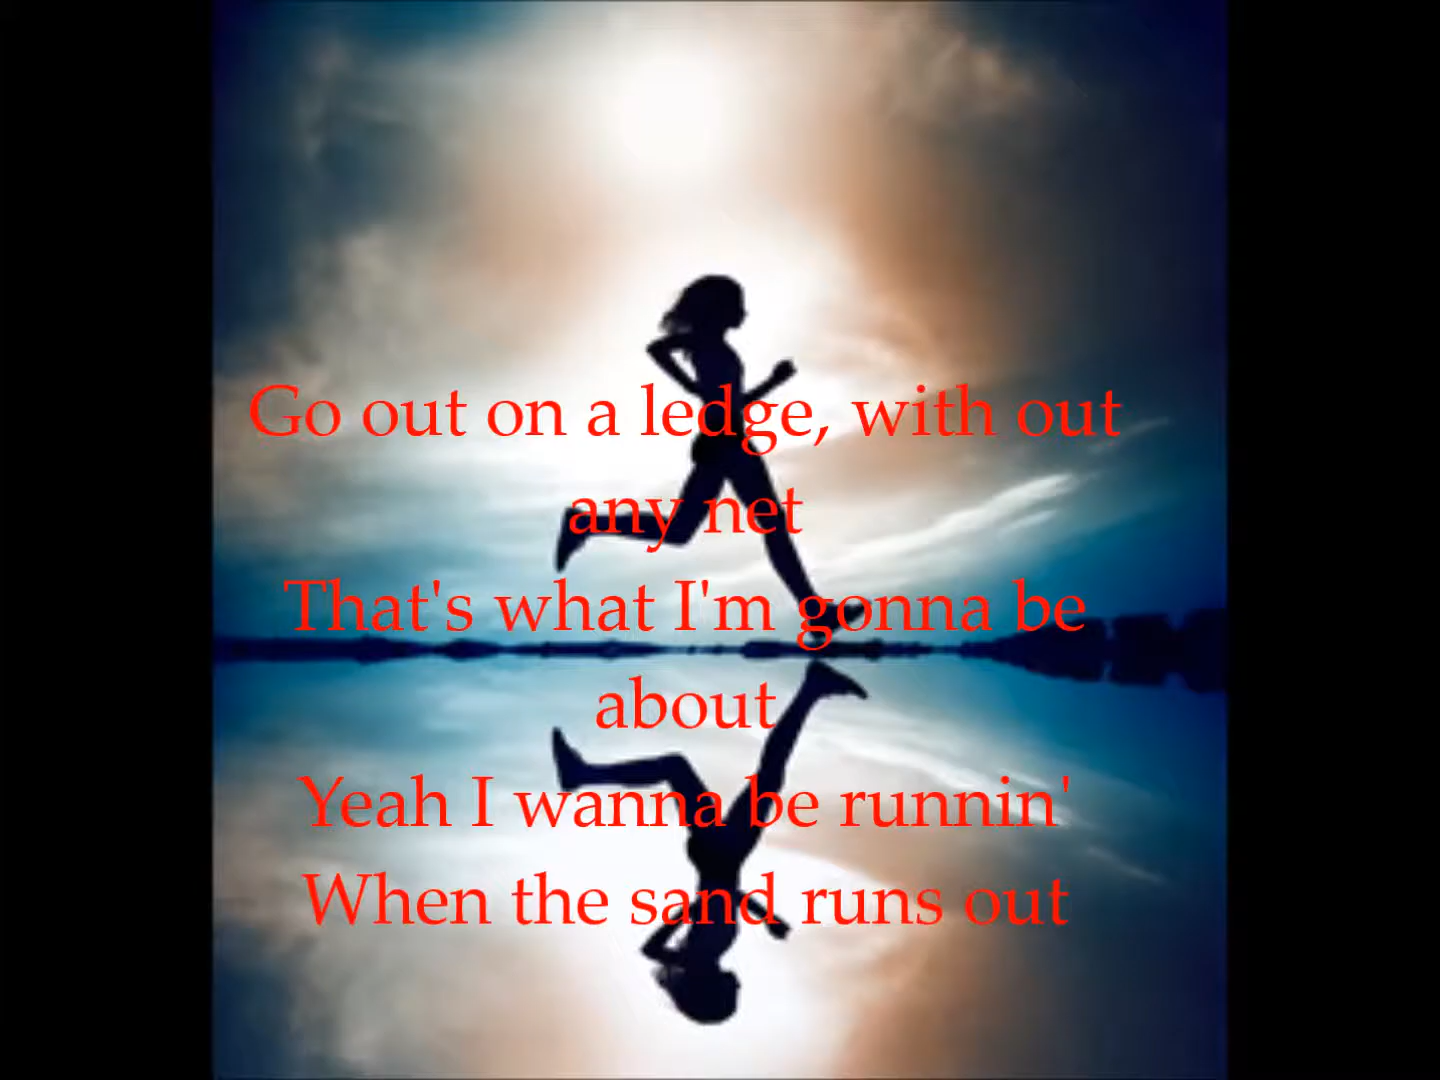 Go out on a ledge, with out
any net
That's what I'm gonna be
about
Yeah I wanna be runnin'
When the sand runs out